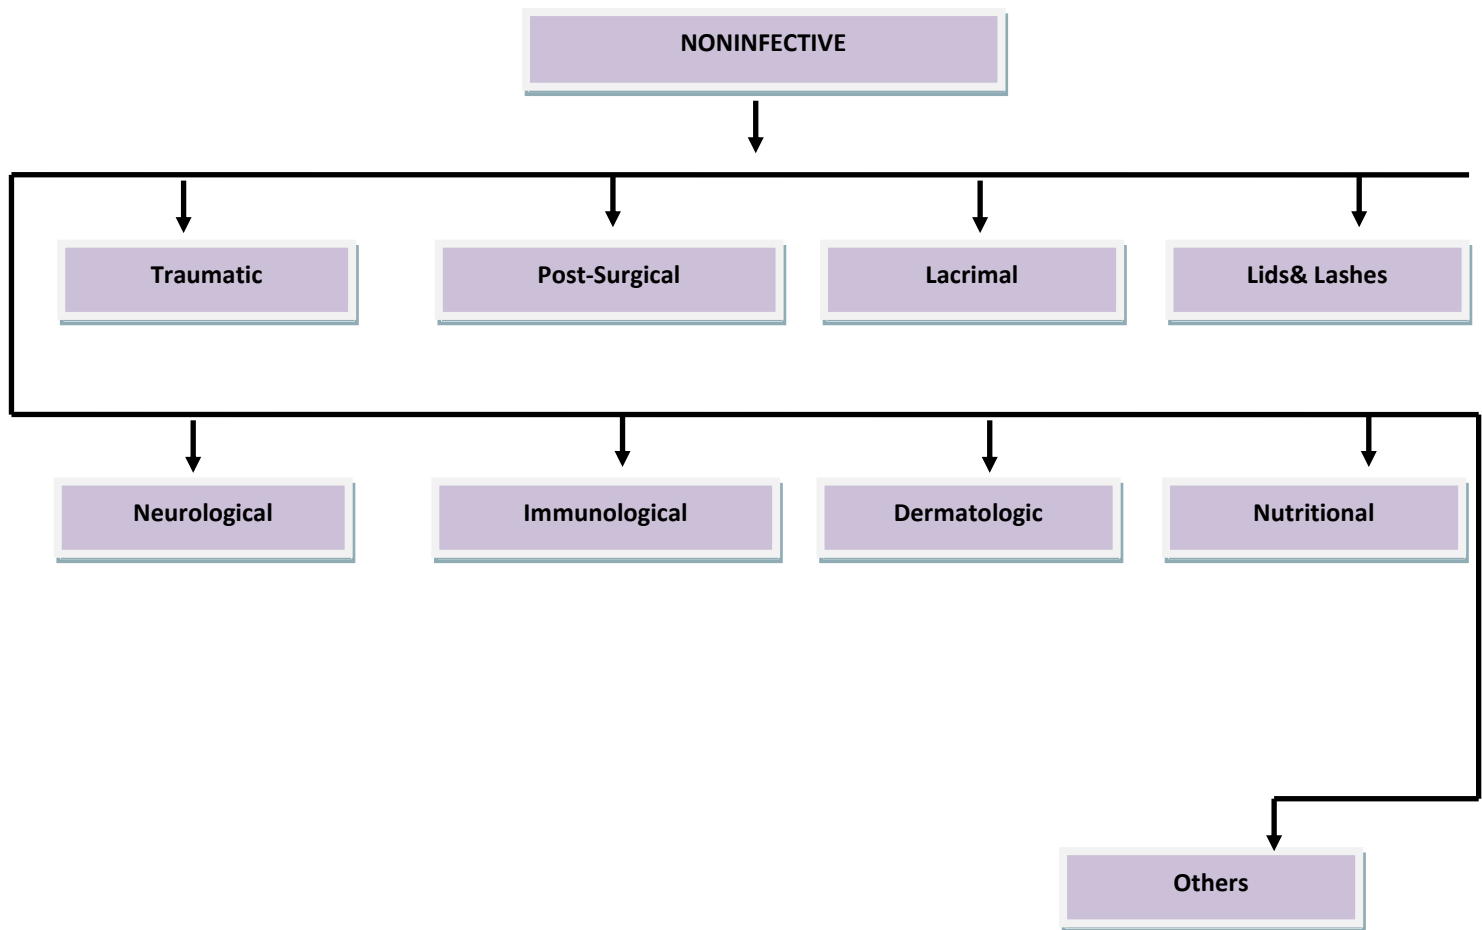 NONINFECTIVE
Traumatic
Post-Surgical
Lacrimal
Lids& Lashes
Neurological
Immunological
Dermatologic
Nutritional
Others